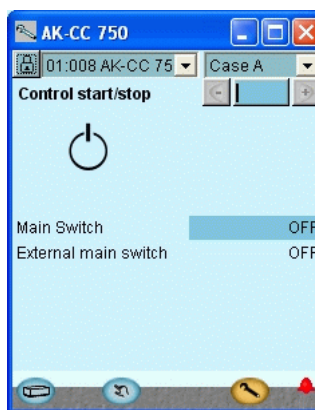 AK-CC 750
01:008 AK-CC 75 Case A
Control start/stop
Main Switch OFF
External main switch OFF